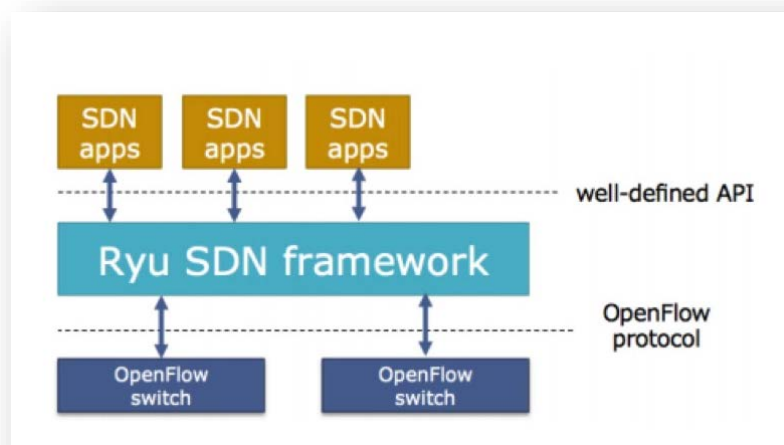 SDN
apps
SDN
apps
SDN
apps
well-defined API
Ryu SDN framework
OpenFlow
protocol
OpenFlow
switch
OpenFlow
switch